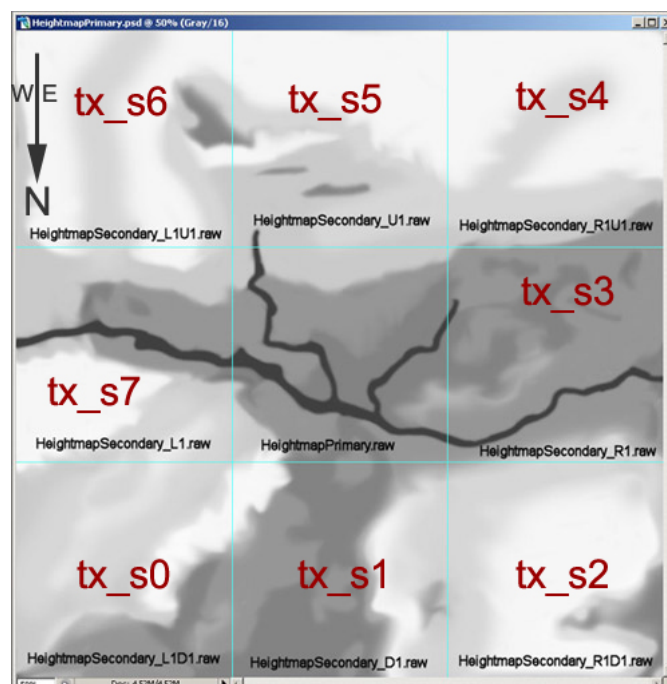 HeightmapPrimary.psd @ 50% (Gray/16)
tx_s6
tx_s5
tx_s4
W E
N
HeightmapSecondary_L1U1.raw
HeightmapSecondary_U1.raw
HeightmapSecondary_R1U1.raw
tx_s3
tx_s7
HeightmapSecondary_L1.raw
HeightmapPrimary.raw
HeightmapSecondary_R1.raw
tx_s0
tx_s1
tx_s2
HeightmapSecondary_L1D1.raw
HeightmapSecondary_D1.raw
HeightmapSecondary_R1D1.raw